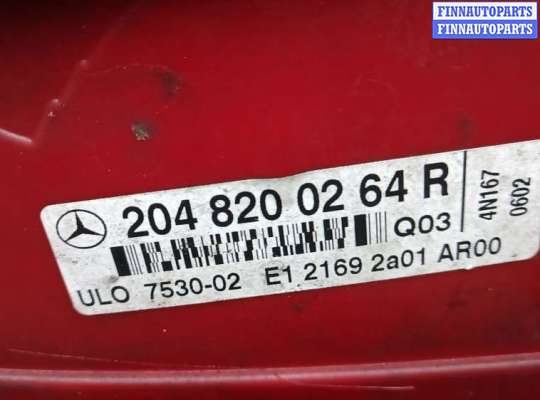 FINNAUTOPARTS
FINNAUTOPARTS
204 820 02 64 R
Q03
ULO 7530-02 E1 2169 2a01 AR00
4N167
0602